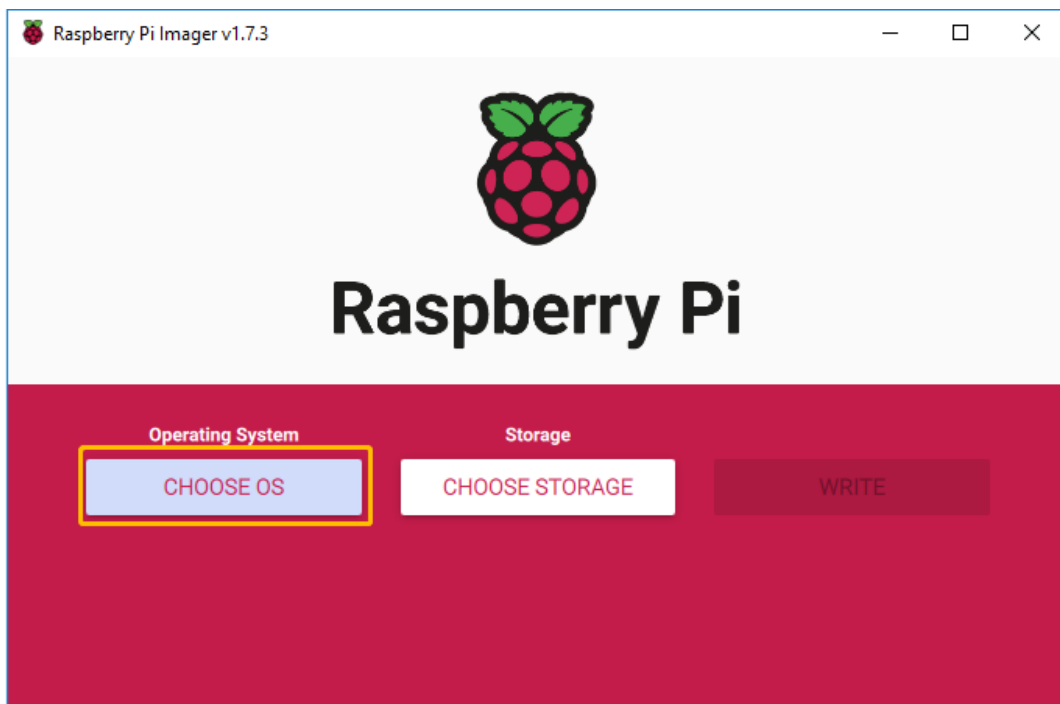 Raspberry Pi Imager v1.7.3
Raspberry Pi
Operating System
Storage
CHOOSE OS
CHOOSE STORAGE
WRITE